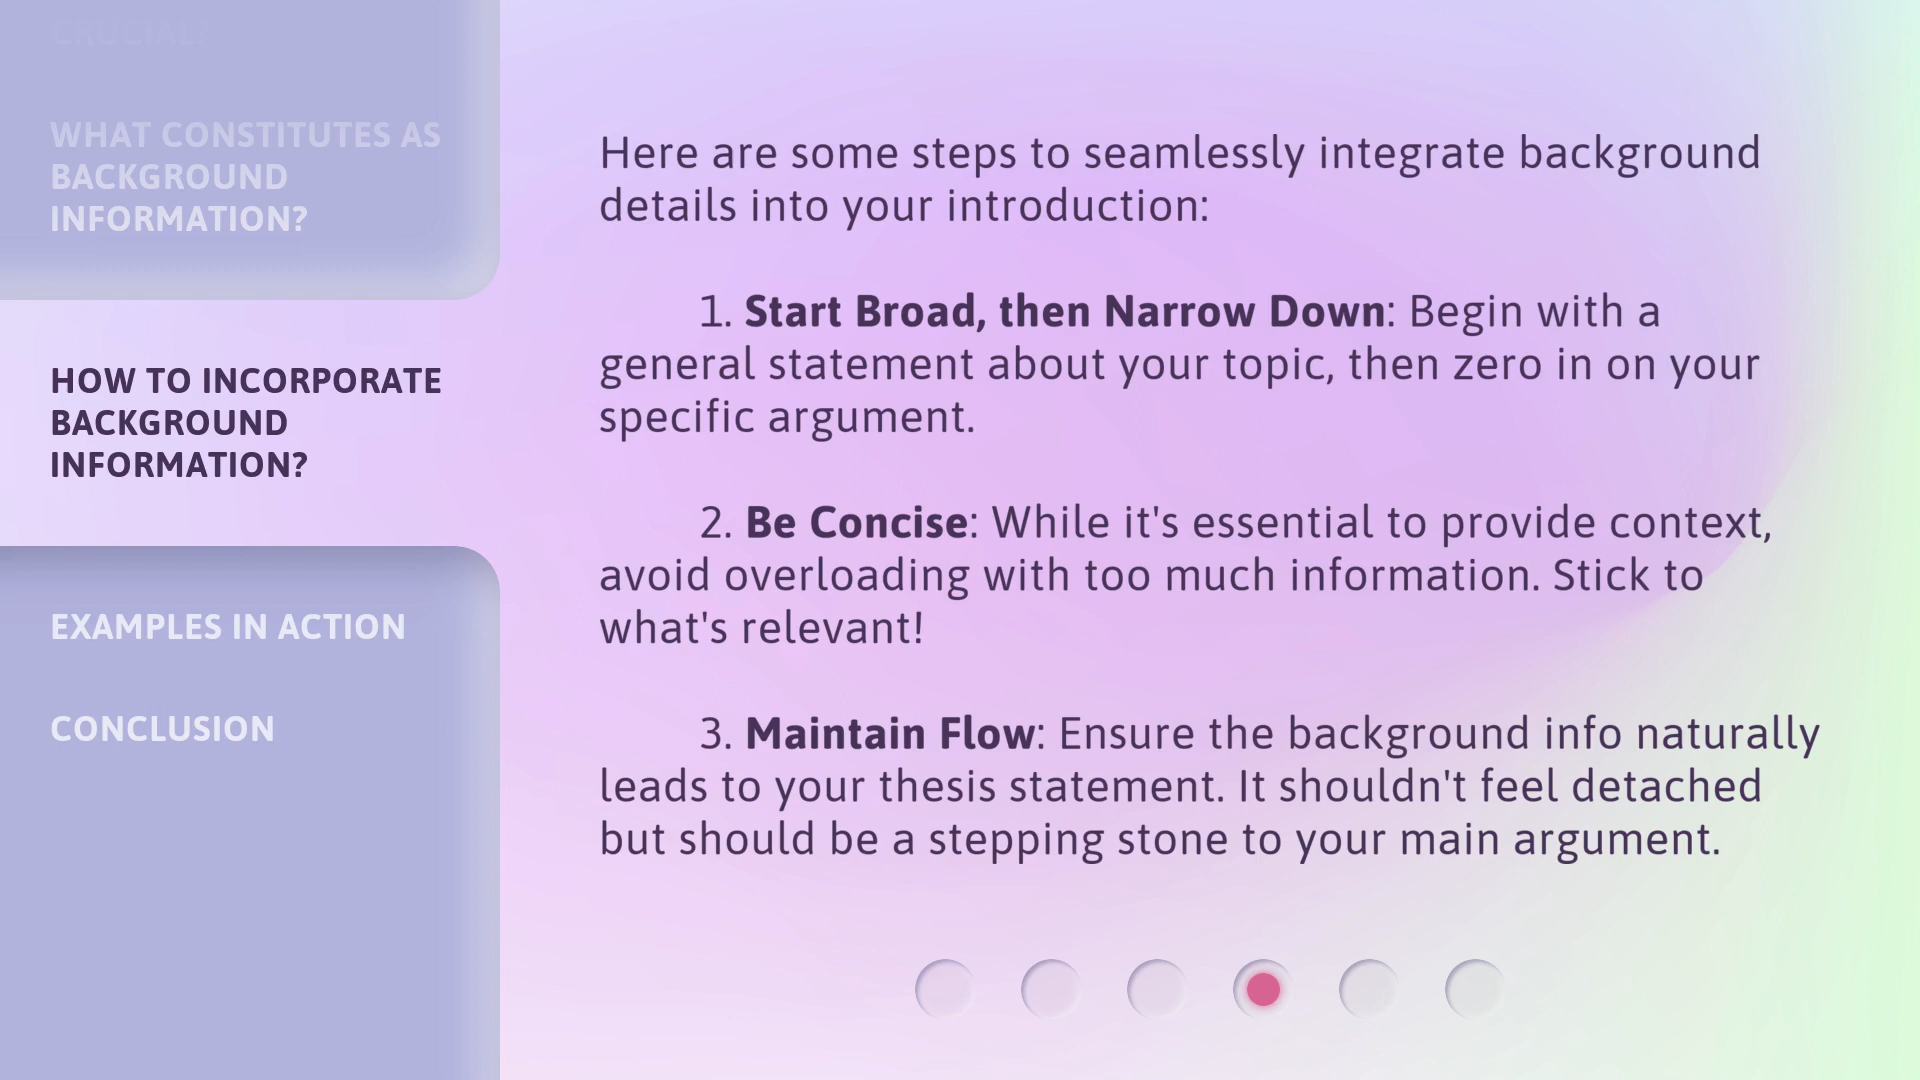 CRUCIAL?
WHAT CONSTITUTES AS
BACKGROUND
INFORMATION?
HOW TO INCORPORATE
BACKGROUND
INFORMATION?
EXAMPLES IN ACTION
CONCLUSION
Here are some steps to seamlessly integrate background
details into your introduction:
1. Start Broad, then Narrow Down: Begin with a
general statement about your topic, then zero in on your
specific argument.
2. Be Concise: While it's essential to provide context,
avoid overloading with too much information. Stick to
what's relevant!
3. Maintain Flow: Ensure the background info naturally
leads to your thesis statement. It shouldn't feel detached
but should be a stepping stone to your main argument.